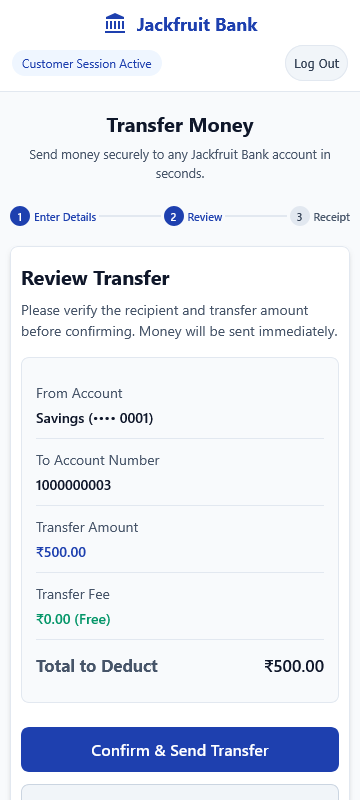 Jackfruit Bank
Customer Session Active
Log Out
Transfer Money
Send money securely to any Jackfruit Bank account in
seconds.
1 Enter Details
2 Review
3 Receipt
Review Transfer
Please verify the recipient and transfer amount
before confirming. Money will be sent immediately.
From Account
Savings (•••• 0001)
To Account Number
1000000003
Transfer Amount
₹500.00
Transfer Fee
₹0.00 (Free)
Total to Deduct ₹500.00
Confirm & Send Transfer